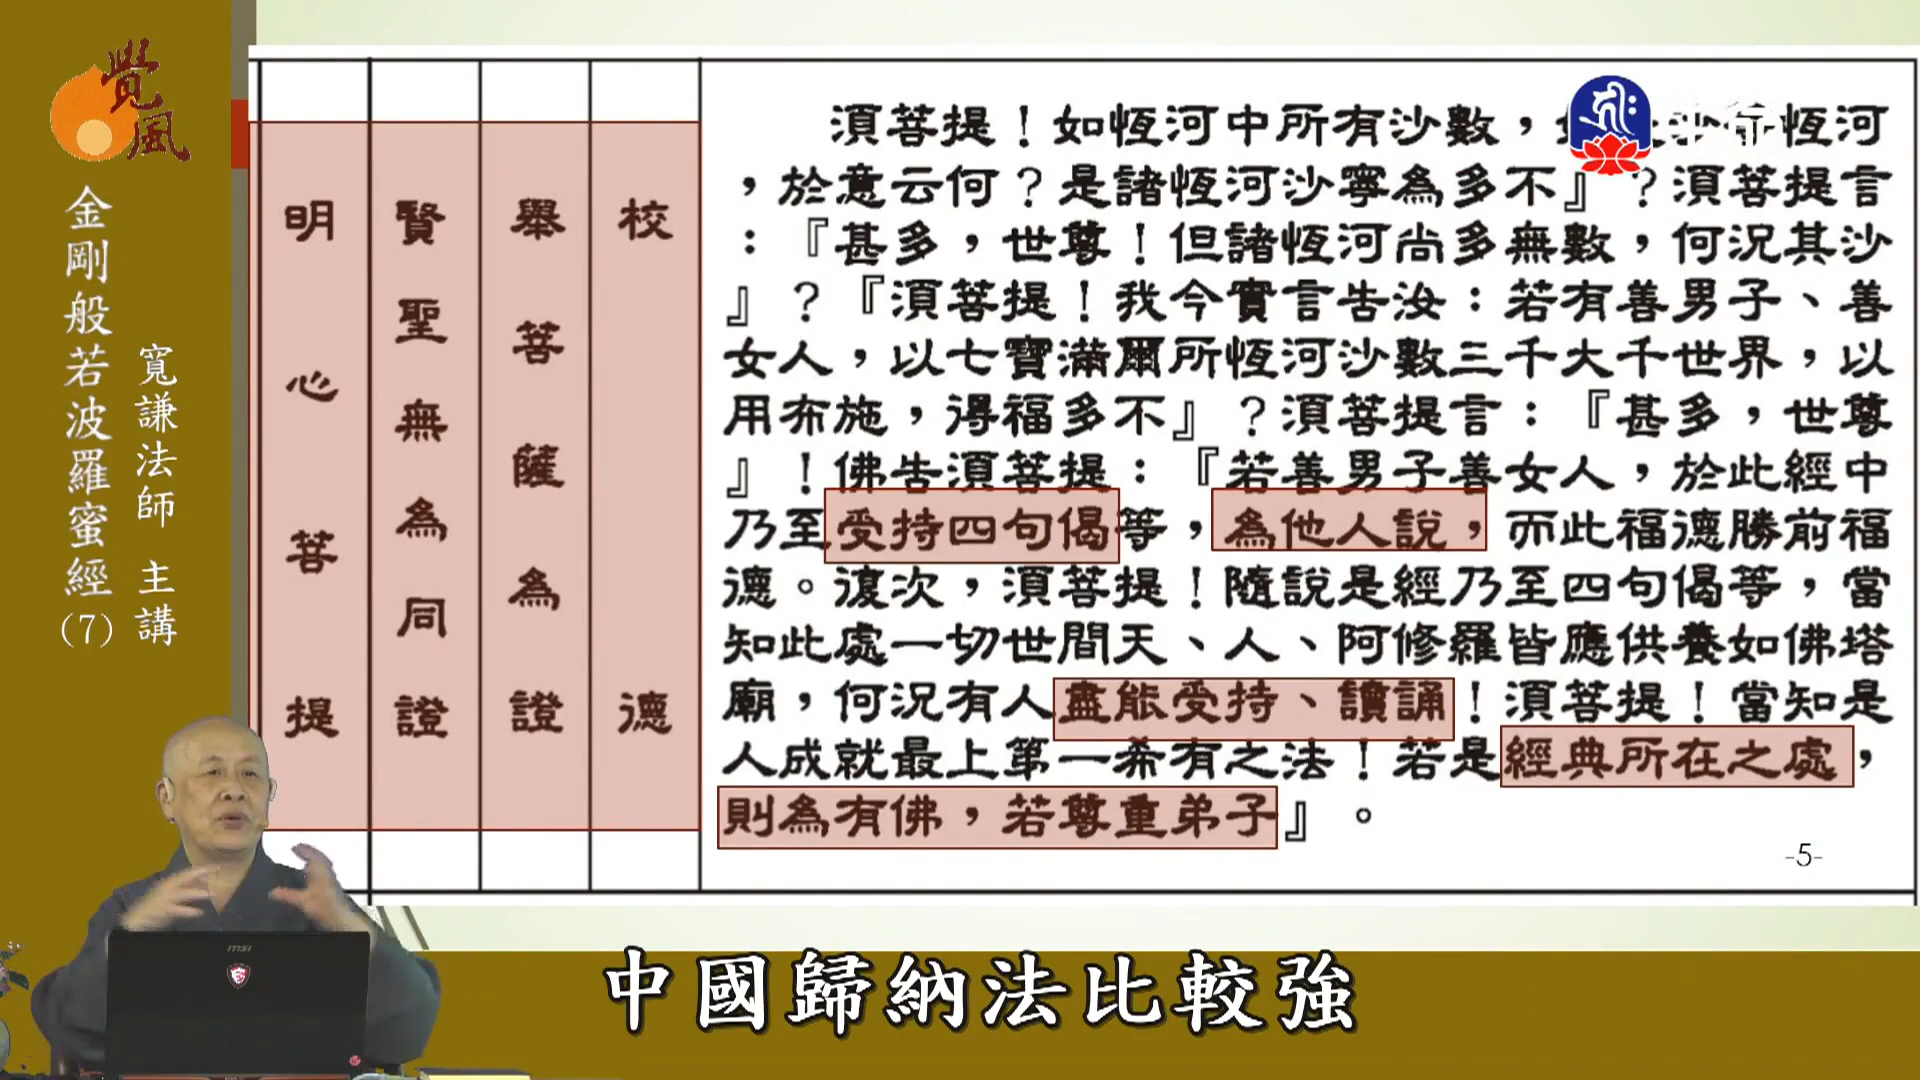 覺風
金剛般若波羅蜜經(7)
寬謙法師 主講
校德
舉菩薩為證
賢聖無為同證
明心菩提
須菩提！如恆河中所有沙數，恆河
，於意云何？是諸恆河沙寧為多不』？須菩提言
：『甚多，世尊！但諸恆河尚多無數，何況其沙
』？『須菩提！我今實言告汝：若有善男子、善
女人，以七寶滿爾所恆河沙數三千大千世界，以
用布施，得福多不』？須菩提言：『甚多，世尊
』！佛告須菩提：『若善男子善女人，於此經中
乃至受持四句偈等，為他人說，而此福德勝前福
德。復次，須菩提！隨說是經乃至四句偈等，當
知此處一切世間天、人、阿修羅皆應供養如佛塔
廟，何況有人盡能受持、讀誦！須菩提！當知是
人成就最上第一希有之法！若是經典所在之處，
則為有佛，若尊重弟子』。
-5-
msi
中國歸納法比較強